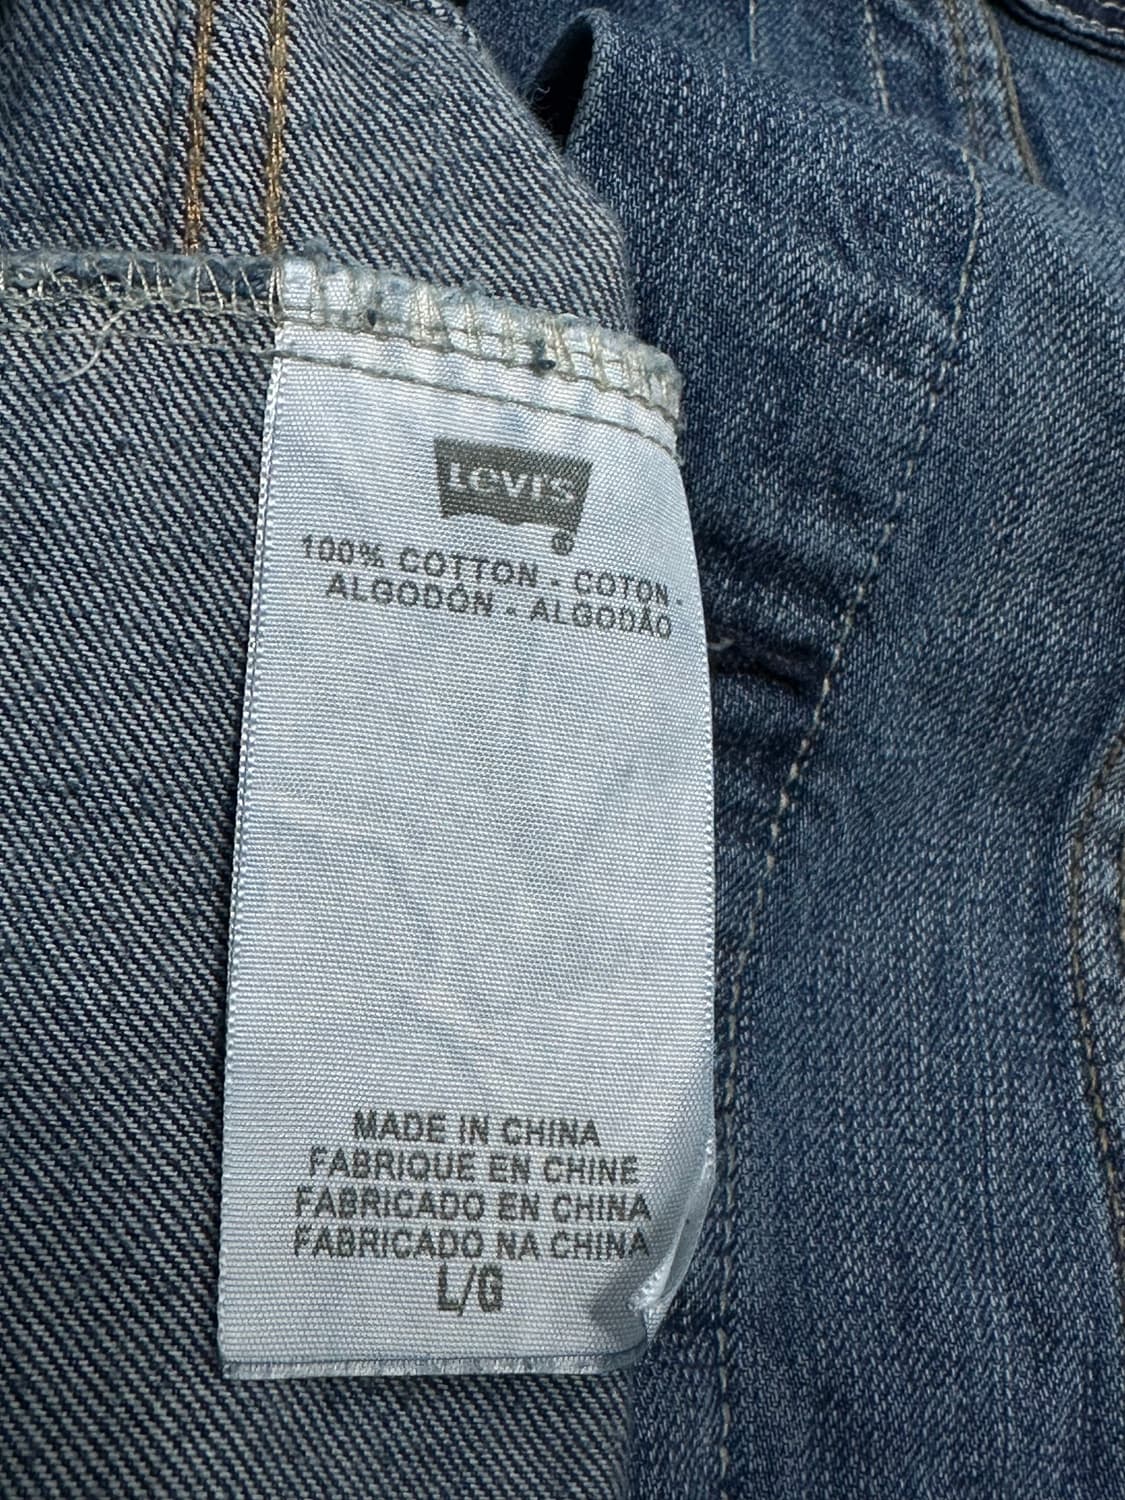 Levi's
®
100% COTTON - COTON -
ALGODÓN - ALGODÃO
MADE IN CHINA
FABRIQUE EN CHINE
FABRICADO EN CHINA
FABRICADO NA CHINA
L/G